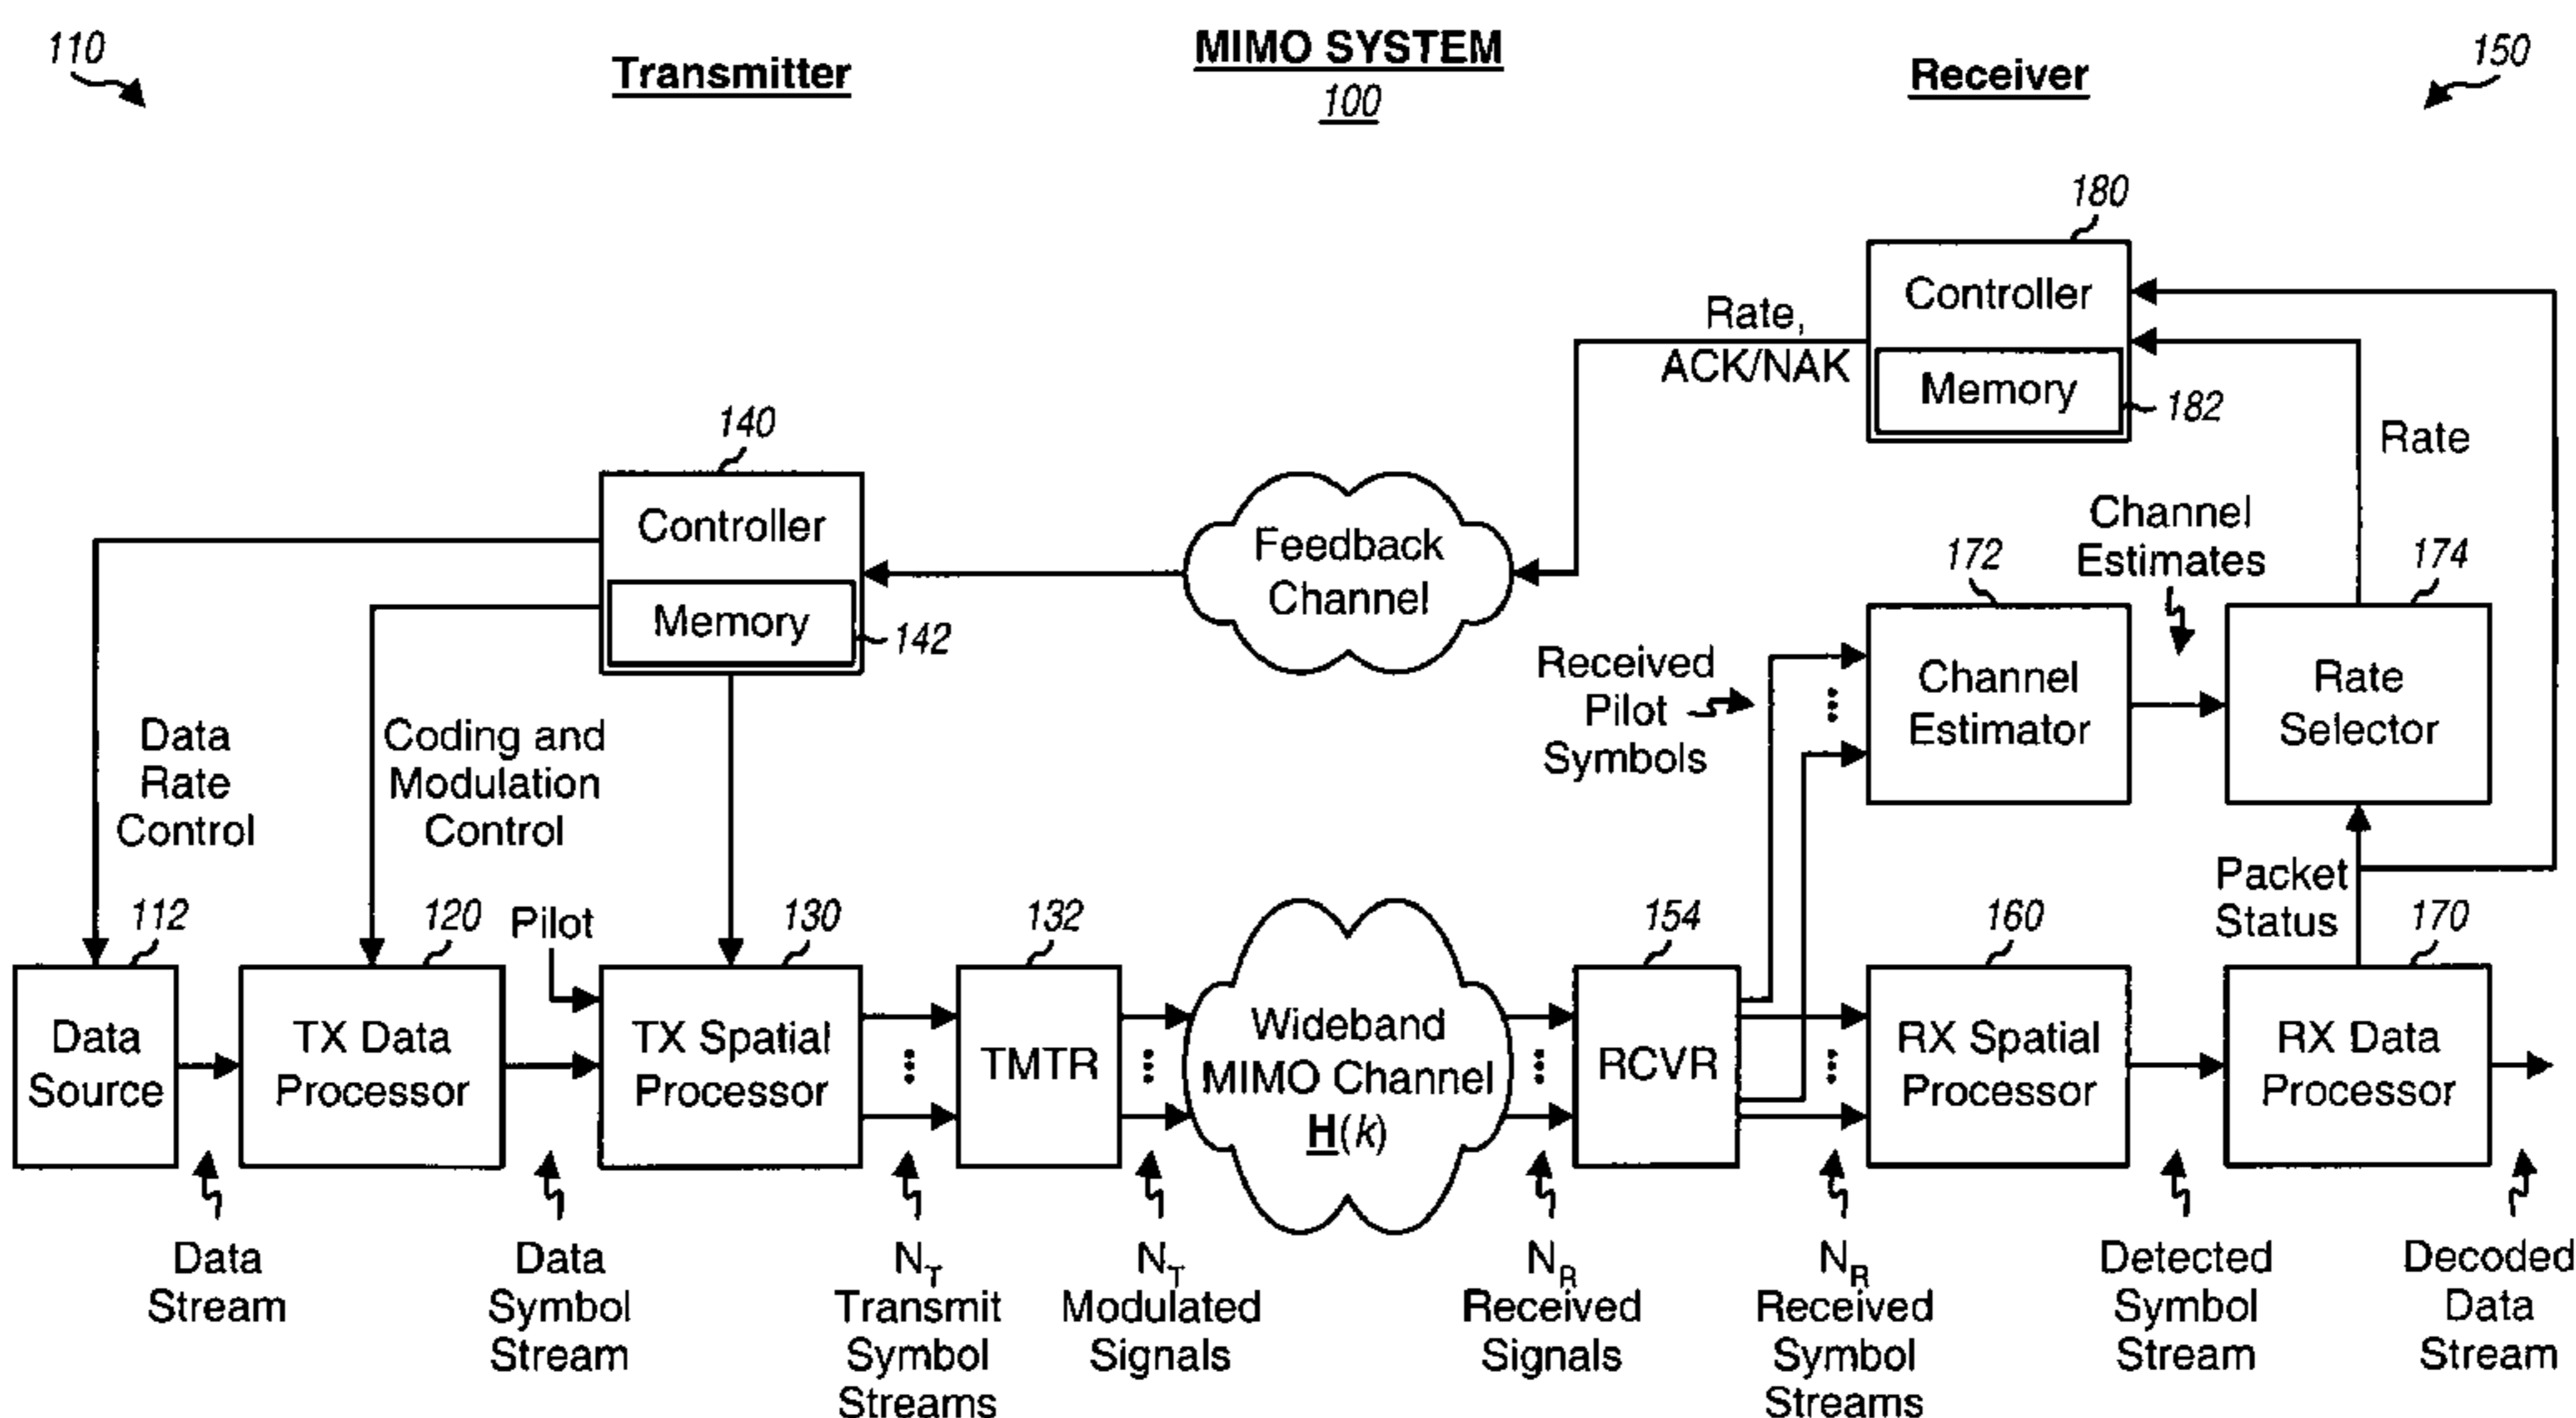 MIMO SYSTEM
100
110
Transmitter
Receiver
150
180
Controller
Memory
182
Rate,
ACK/NAK
Rate
140
Controller
Memory
142
Feedback
Channel
Channel
Estimates
172
174
Received
Pilot
Symbols
Channel
Estimator
Rate
Selector
Data
Rate
Control
Coding and
Modulation
Control
Packet
Status
112
120
Pilot
130
132
154
160
170
Data
Source
TX Data
Processor
TX Spatial
Processor
TMTR
Wideband
MIMO Channel
H(k)
RCVR
RX Spatial
Processor
RX Data
Processor
Data
Stream
Data
Symbol
Stream
NT
Transmit
Symbol
Streams
NT
Modulated
Signals
NR
Received
Signals
NR
Received
Symbol
Streams
Detected
Symbol
Stream
Decoded
Data
Stream